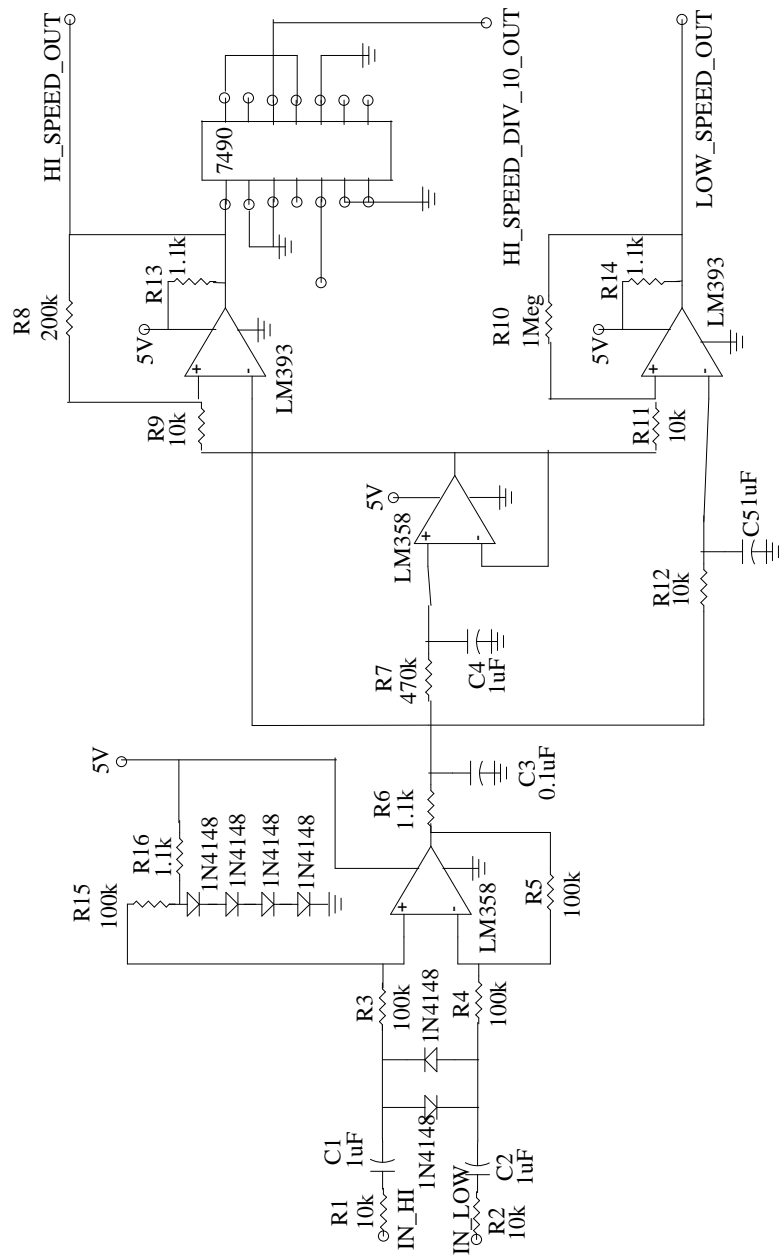 R1
10k
IN_HI
C1
1uF
1N4148
1N4148
IN_LOW
R2
10k
C2
1uF
R3
100k
R4
100k
R15
100k
R16
1.1k
1N4148
1N4148
1N4148
1N4148
5V
LM358
+
-
R5
100k
R6
1.1k
C3
0.1uF
R7
470k
C4
1uF
LM358
+
-
5V
R8
200k
R9
10k
5V
R13
1.1k
+
-
LM393
7490
HI_SPEED_OUT
HI_SPEED_DIV_10_OUT
R10
1Meg
R11
10k
5V
R14
1.1k
+
-
LM393
R12
10k
C51uF
LOW_SPEED_OUT